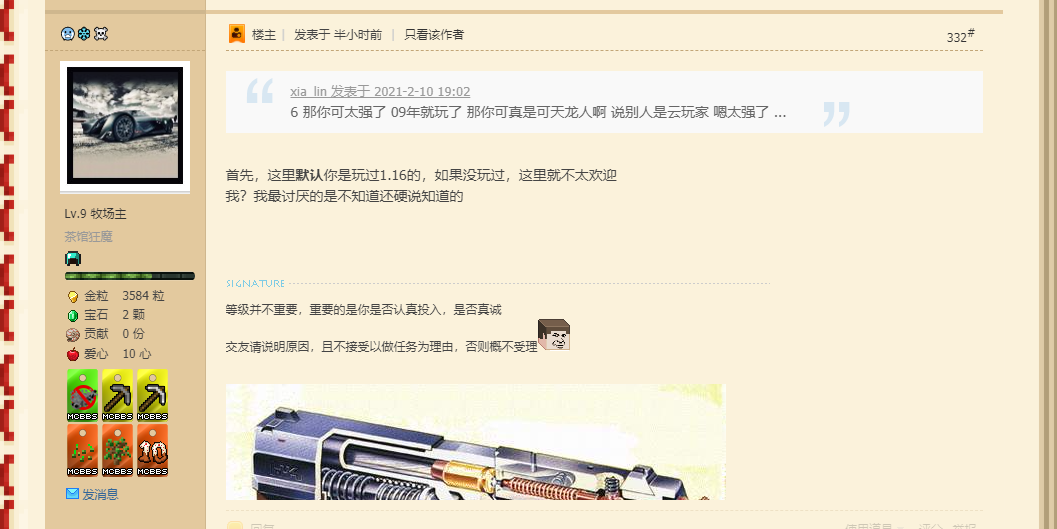 楼主 | 发表于 半小时前 | 只看该作者
332#
xia_lin 发表于 2021-2-10 19:02
6 那你可太强了 09年就玩了 那你可真是可天龙人啊 说别人是云玩家 嗯太强了 ...
首先，这里默认你是玩过1.16的，如果没玩过，这里就不太欢迎
我？我最讨厌的是不知道还硬说知道的
Lv.9 牧场主
茶馆狂魔
金粒 3584 粒
宝石 2 颗
贡献 0 份
爱心 10 心
MCBBS MCBBS MCBBS
10
MCBBS MCBBS MCBBS
发消息
SIGNATURE
等级并不重要，重要的是你是否认真投入，是否真诚
交友请说明原因，且不接受以做任务为理由，否则概不受理